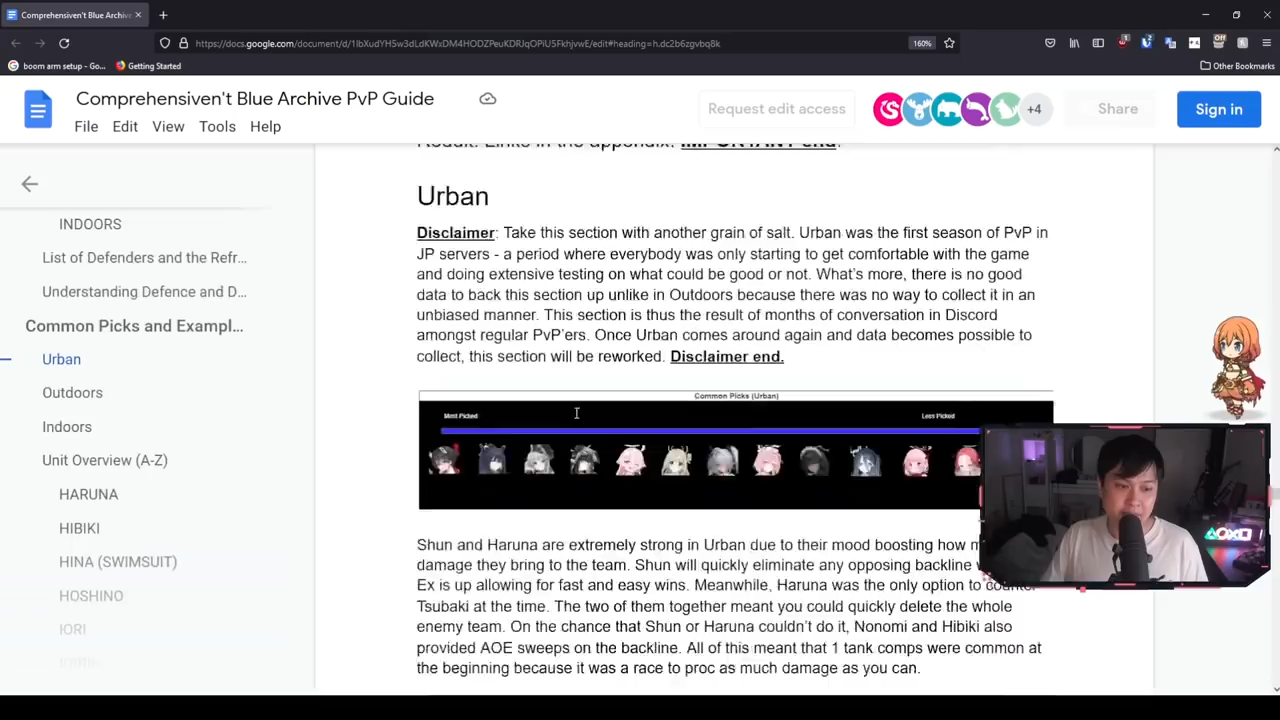 Comprehensiven't Blue Archive
https://docs.google.com/document/d/1lbXudYH5w3dLdKWxDM4HODZPeuKDRJqOPiU5FkhjvwE/edit#heading=h.dc2b6zgvbq8k
160%
Off
boom arm setup - Go...
Getting Started
Other Bookmarks
Comprehensiven't Blue Archive PvP Guide
File Edit View Tools Help
Request edit access
+4
Share
Sign in
Reddit. Links in the appendix. IMPORTANT end.
INDOORS
List of Defenders and the Refr...
Understanding Defence and D...
Common Picks and Exampl...
Urban
Outdoors
Indoors
Unit Overview (A-Z)
HARUNA
HIBIKI
HINA (SWIMSUIT)
HOSHINO
IORI
Urban
Disclaimer: Take this section with another grain of salt. Urban was the first season of PvP in
JP servers - a period where everybody was only starting to get comfortable with the game
and doing extensive testing on what could be good or not. What's more, there is no good
data to back this section up unlike in Outdoors because there was no way to collect it in an
unbiased manner. This section is thus the result of months of conversation in Discord
amongst regular PvP'ers. Once Urban comes around again and data becomes possible to
collect, this section will be reworked. Disclaimer end.
Common Picks (Urban)
Most Picked
Less Picked
Shun and Haruna are extremely strong in Urban due to their mood boosting how m
damage they bring to the team. Shun will quickly eliminate any opposing backline
Ex is up allowing for fast and easy wins. Meanwhile, Haruna was the only option to counter
Tsubaki at the time. The two of them together meant you could quickly delete the whole
enemy team. On the chance that Shun or Haruna couldn't do it, Nonomi and Hibiki also
provided AOE sweeps on the backline. All of this meant that 1 tank comps were common at
the beginning because it was a race to proc as much damage as you can.